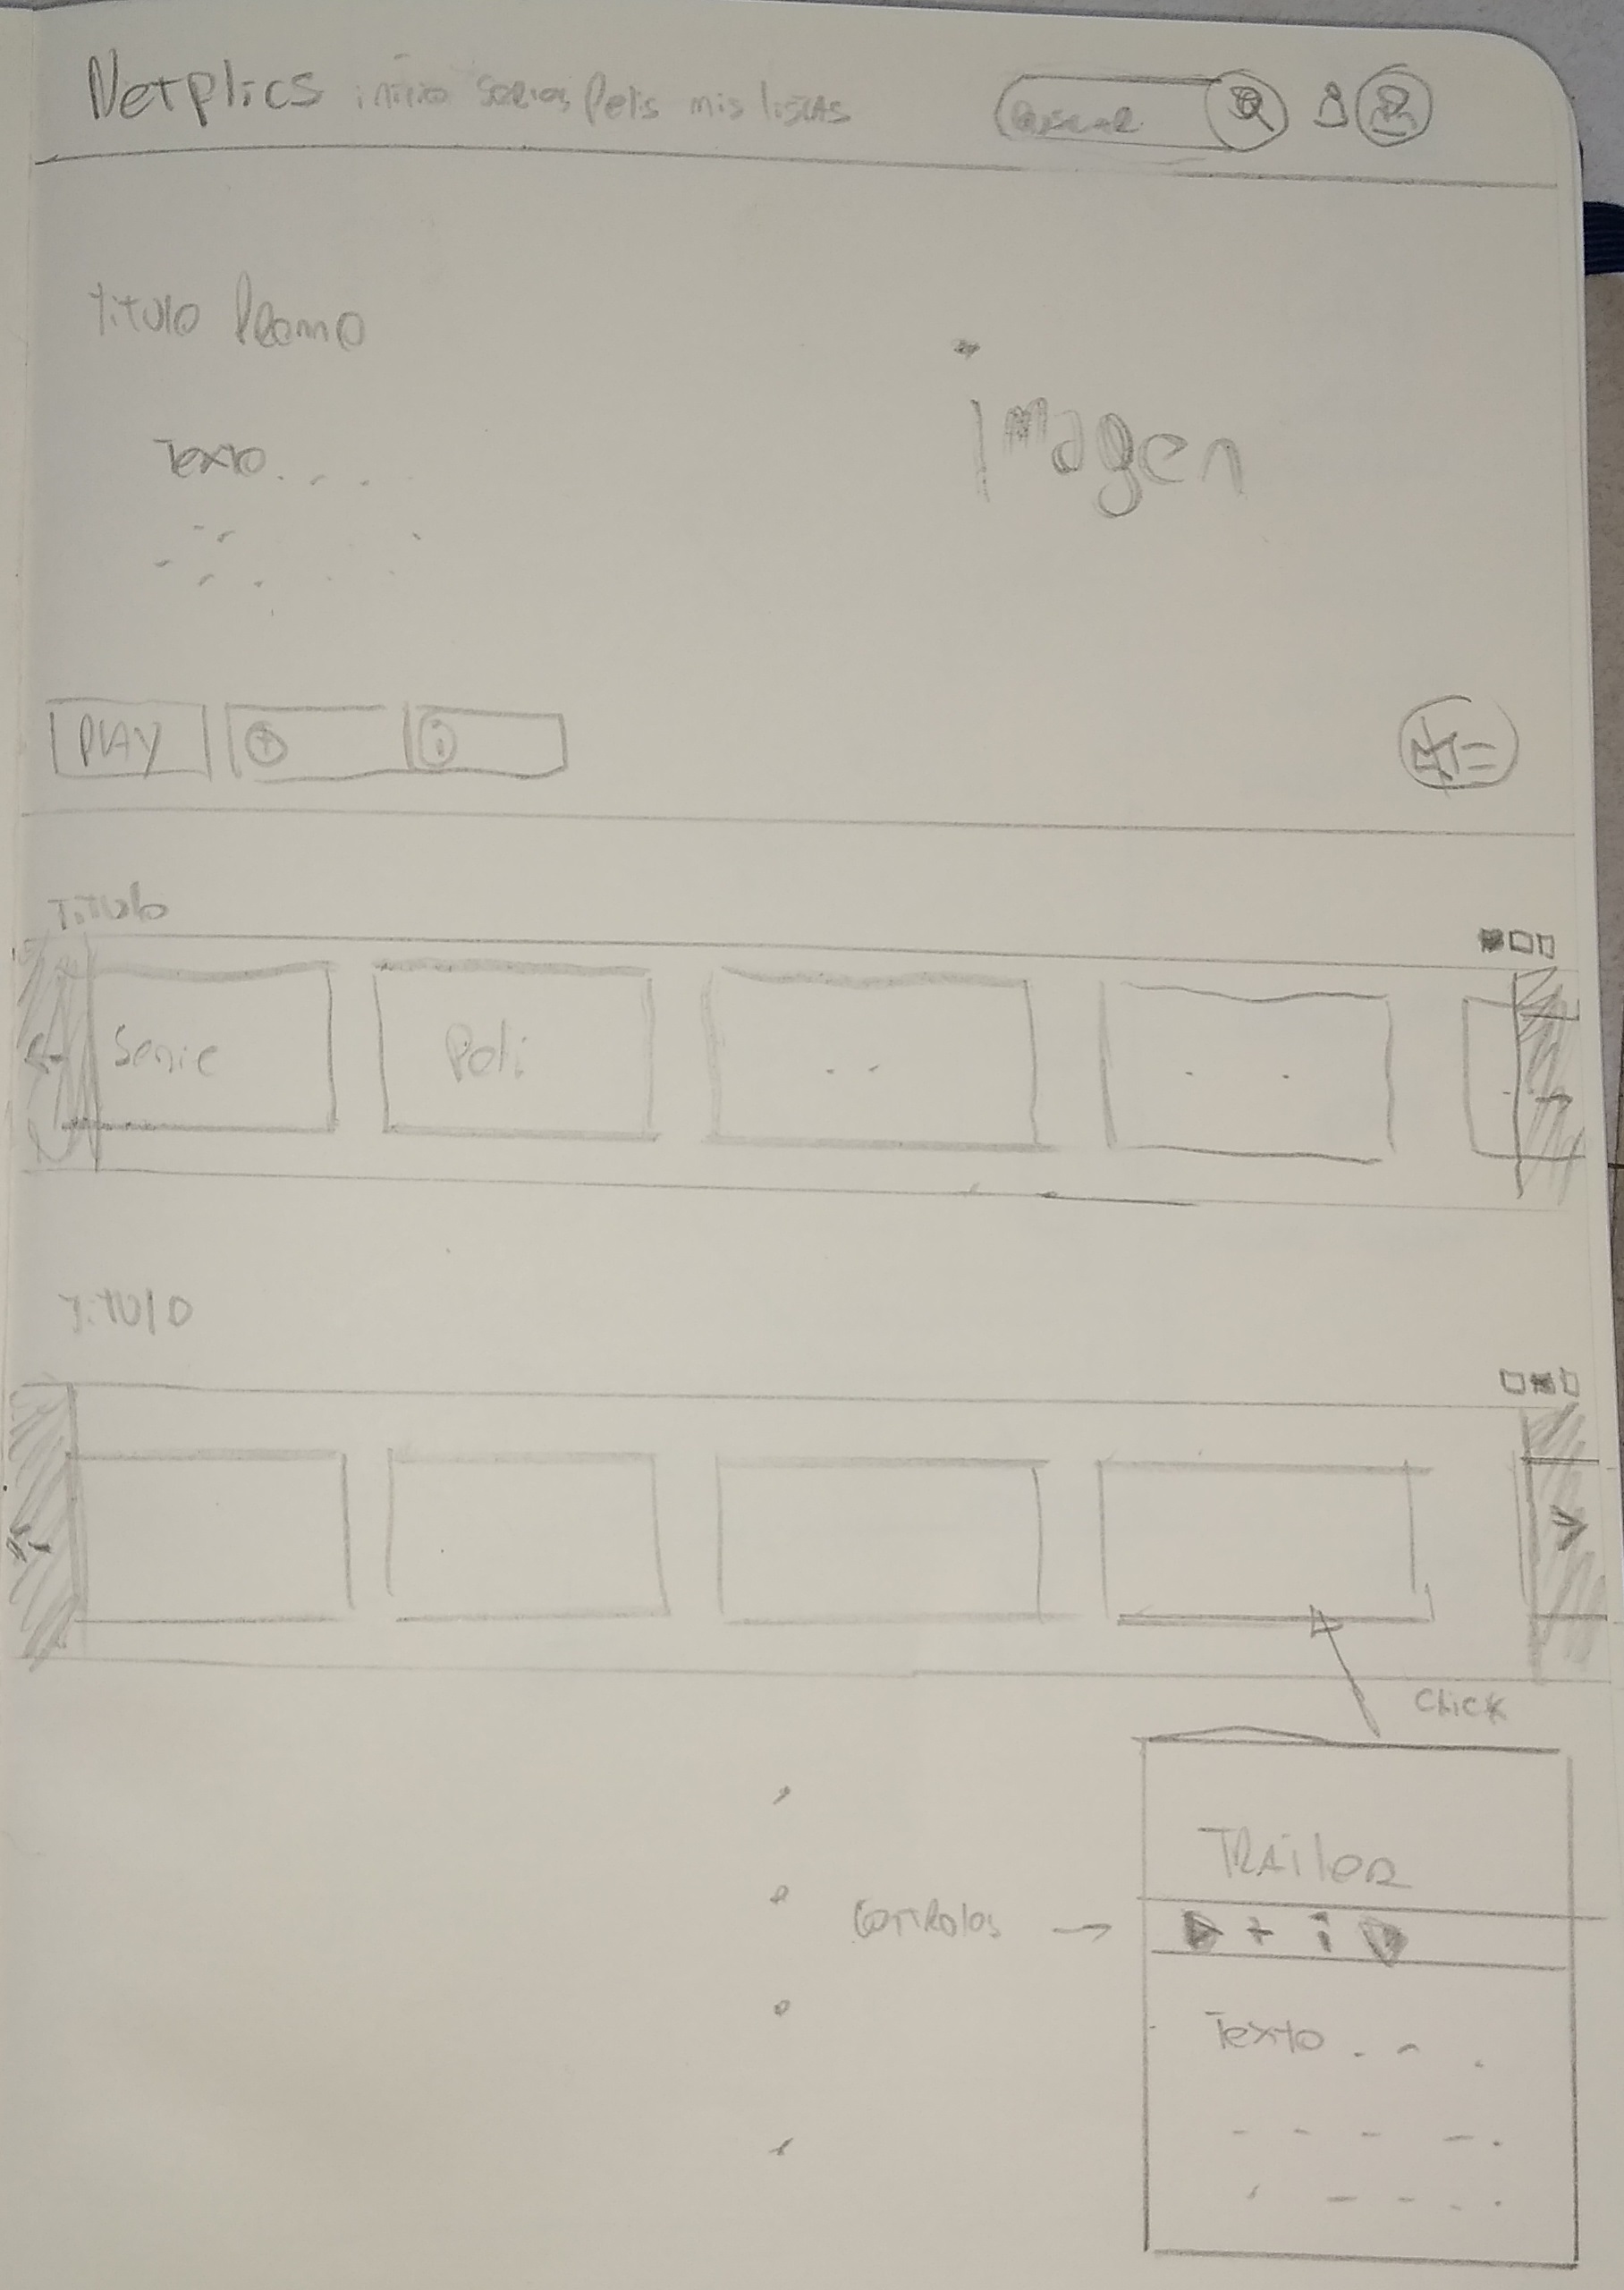 Netplics inicio series Pelis mis listas Buscar
Titulo Promo
Texto....
Imagen
PLAY + i
Titulo
Serie Peli
Titulo
Click
Trailer
Controles
+ i
Texto